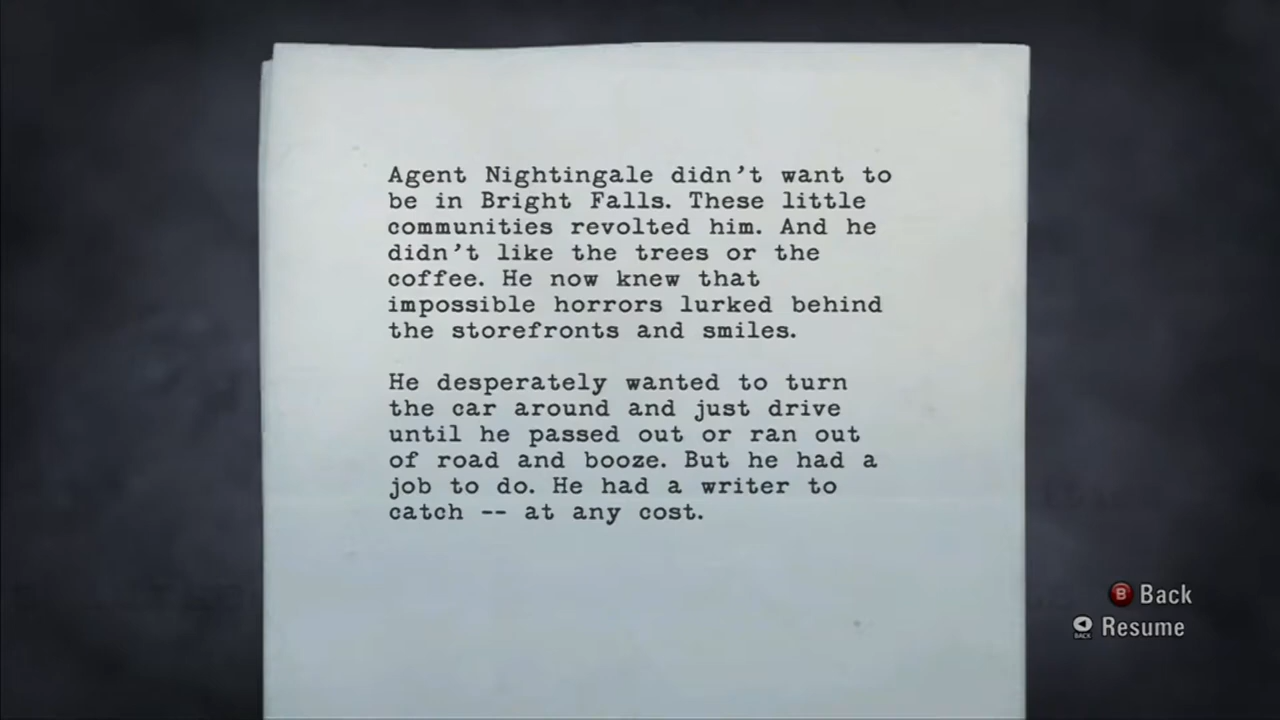 Agent Nightingale didn't want to
be in Bright Falls. These little
communities revolted him. And he
didn't like the trees or the
coffee. He now knew that
impossible horrors lurked behind
the storefronts and smiles.
He desperately wanted to turn
the car around and just drive
until he passed out or ran out
of road and booze. But he had a
job to do. He had a writer to
catch -- at any cost.
B Back
BACK Resume